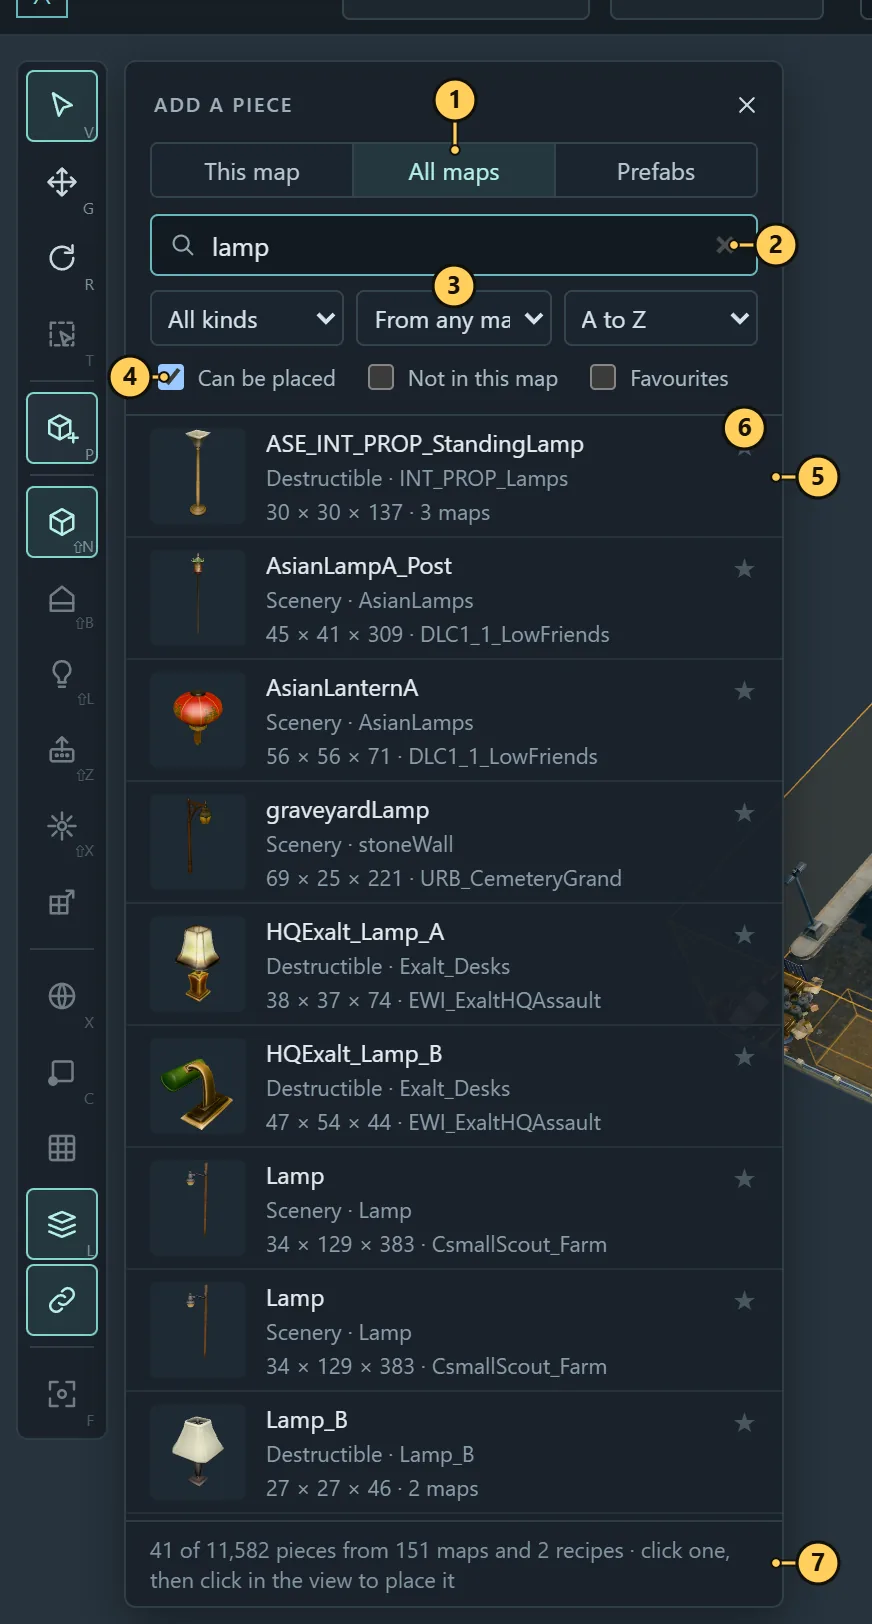 ADD A PIECE
1
This map
All maps
Prefabs
lamp
2
3
All kinds
From any ma
A to Z
4
Can be placed
Not in this map
Favourites
V
G
R
T
P
⇧N
⇧B
⇧L
⇧Z
⇧X
X
C
L
F
6
ASE_INT_PROP_StandingLamp
Destructible · INT_PROP_Lamps
5
30 × 30 × 137 · 3 maps
AsianLampA_Post
Scenery · AsianLamps
45 × 41 × 309 · DLC1_1_LowFriends
AsianLanternA
Scenery · AsianLamps
56 × 56 × 71 · DLC1_1_LowFriends
graveyardLamp
Scenery · stoneWall
69 × 25 × 221 · URB_CemeteryGrand
HQExalt_Lamp_A
Destructible · Exalt_Desks
38 × 37 × 74 · EWI_ExaltHQAssault
HQExalt_Lamp_B
Destructible · Exalt_Desks
47 × 54 × 44 · EWI_ExaltHQAssault
Lamp
Scenery · Lamp
34 × 129 × 383 · CsmallScout_Farm
Lamp
Scenery · Lamp
34 × 129 × 383 · CsmallScout_Farm
Lamp_B
Destructible · Lamp_B
27 × 27 × 46 · 2 maps
41 of 11,582 pieces from 151 maps and 2 recipes · click one,
then click in the view to place it
7